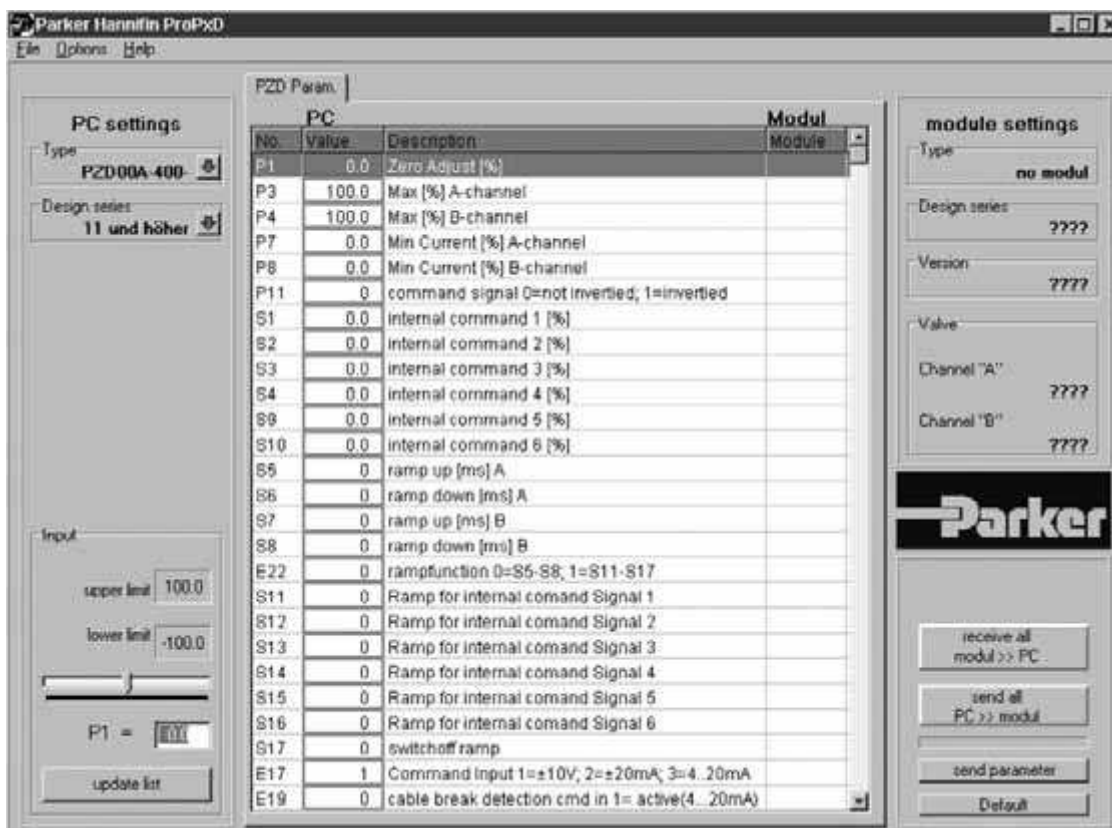 Parker Hannifin ProPxD
File Options Help
PZD Param.
PC settings
Type
PZD00A-400-
Design series
11 und höher
Input
upper limit 100.0
lower limit -100.0
P1 =
update list
PC Modul
No. Value Description Module
P1 0.0 Zero Adjust [%]
P3 100.0 Max [%] A-channel
P4 100.0 Max [%] B-channel
P7 0.0 Min Current [%] A-channel
P8 0.0 Min Current [%] B-channel
P11 0 command signal 0=not invertied; 1=invertied
S1 0.0 internal command 1 [%]
S2 0.0 internal command 2 [%]
S3 0.0 internal command 3 [%]
S4 0.0 internal command 4 [%]
S9 0.0 internal command 5 [%]
S10 0.0 internal command 6 [%]
S5 0 ramp up [ms] A
S6 0 ramp down [ms] A
S7 0 ramp up [ms] B
S8 0 ramp down [ms] B
E22 0 rampfunction 0=S5-S8; 1=S11-S17
S11 0 Ramp for internal comand Signal 1
S12 0 Ramp for internal comand Signal 2
S13 0 Ramp for internal comand Signal 3
S14 0 Ramp for internal comand Signal 4
S15 0 Ramp for internal comand Signal 5
S16 0 Ramp for internal comand Signal 6
S17 0 switchoff ramp
E17 1 Command Input 1=±10V; 2=±20mA; 3=4..20mA
E19 0 cable break detection cmd in 1= active(4...20mA)
module settings
Type
no modul
Design series
????
Version
????
Valve
Channel "A"
????
Channel "B"
????
Parker
receive all
modul >> PC
send all
PC >> modul
send parameter
Default